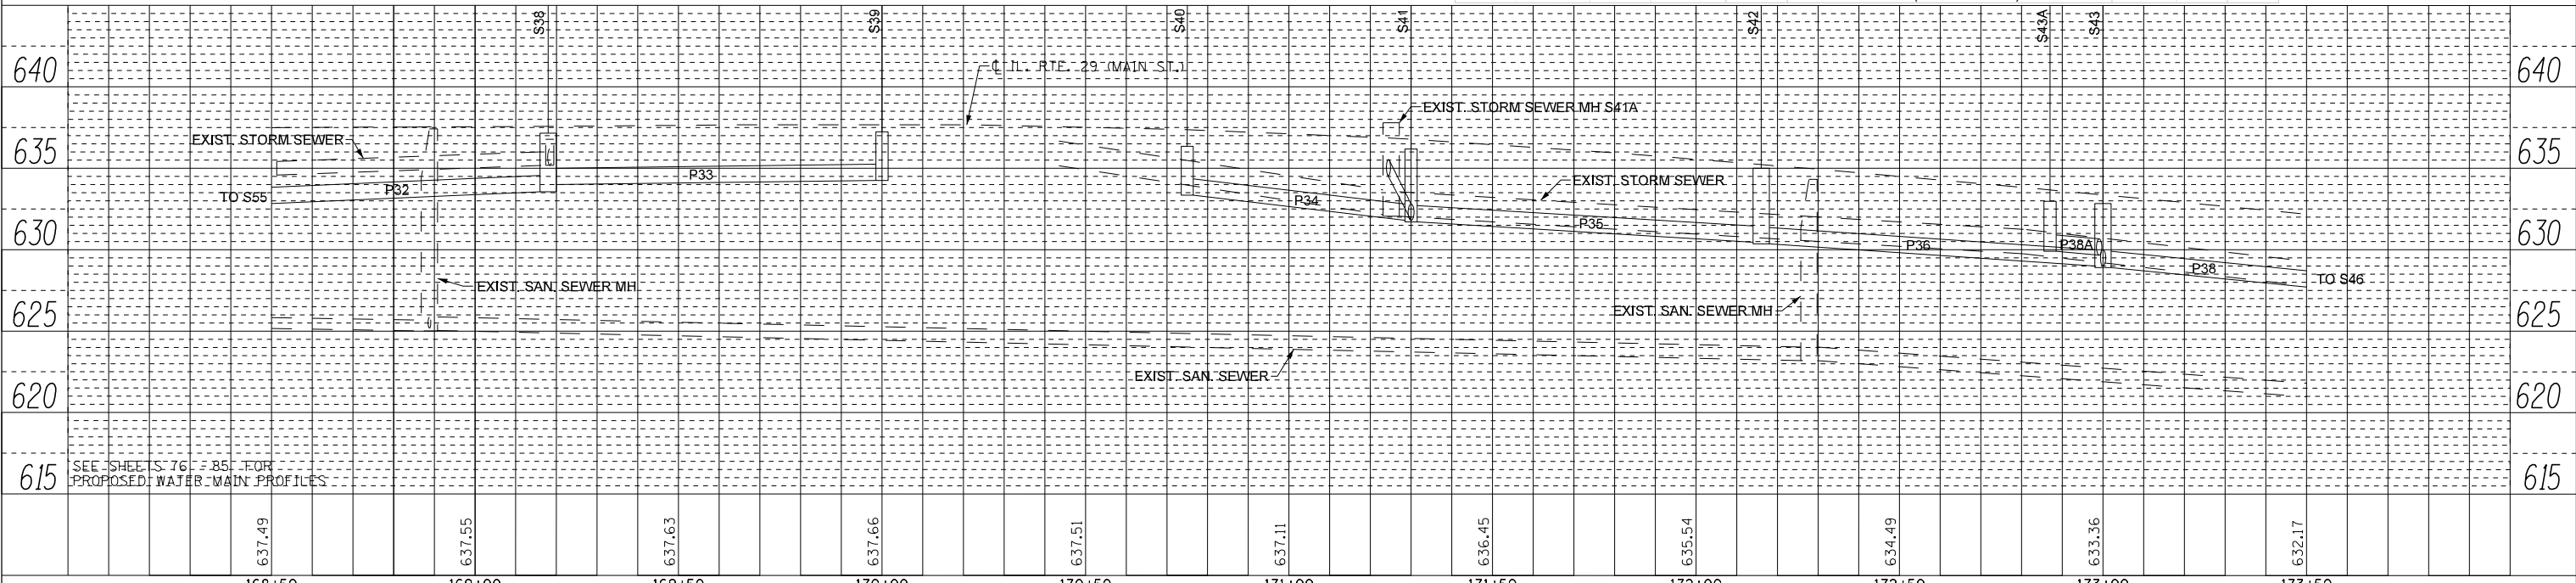 S38
S39
S40
S41
S42
S43A
S43
640
640
℄ IL. RTE. 29 (MAIN ST.)
EXIST. STORM SEWER MH S41A
EXIST. STORM SEWER
635
635
P33
EXIST. STORM SEWER
P32
TO S55
P34
P35
630
630
P36
P38A
P38
TO S46
EXIST. SAN. SEWER MH
EXIST. SAN. SEWER MH
625
625
EXIST. SAN. SEWER
620
620
SEE SHEETS 76 - 85 FOR
PROPOSED WATER MAIN PROFILES
615
615
637.49
637.55
637.63
637.66
637.51
637.11
636.45
635.54
634.49
633.36
632.17